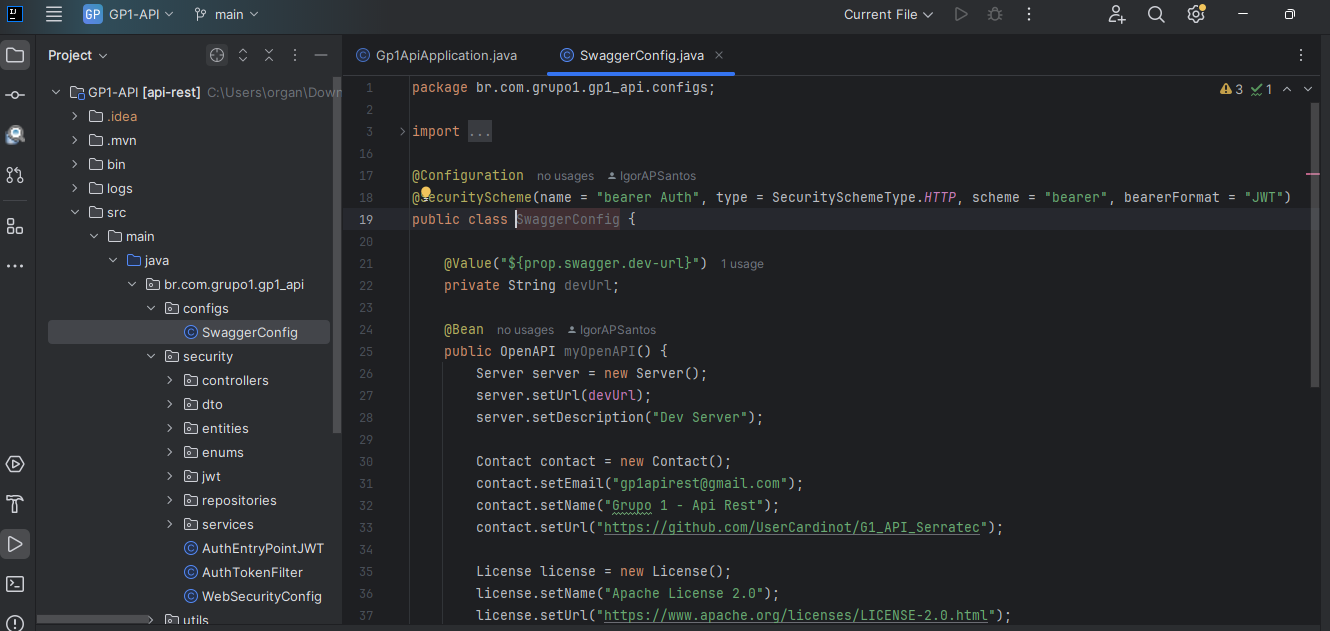 GP GP1-API main Current File
Project
GP1-API [api-rest] C:\Users\organ\Down
.idea
.mvn
bin
logs
src
main
java
br.com.grupo1.gp1_api
configs
SwaggerConfig
security
controllers
dto
entities
enums
jwt
repositories
services
AuthEntryPointJWT
AuthTokenFilter
WebSecurityConfig
utils
Gp1ApiApplication.java SwaggerConfig.java
3 1
1 package br.com.grupo1.gp1_api.configs;
2
3 import ...
16
17 @Configuration no usages IgorAPSantos
18 @SecurityScheme(name = "bearer Auth", type = SecuritySchemeType.HTTP, scheme = "bearer", bearerFormat = "JWT")
19 public class SwaggerConfig {
20
21 @Value("${prop.swagger.dev-url}") 1 usage
22 private String devUrl;
23
24 @Bean no usages IgorAPSantos
25 public OpenAPI myOpenAPI() {
26 Server server = new Server();
27 server.setUrl(devUrl);
28 server.setDescription("Dev Server");
29
30 Contact contact = new Contact();
31 contact.setEmail("gp1apirest@gmail.com");
32 contact.setName("Grupo 1 - Api Rest");
33 contact.setUrl("https://github.com/UserCardinot/G1_API_Serratec");
34
35 License license = new License();
36 license.setName("Apache License 2.0");
37 license.setUrl("https://www.apache.org/licenses/LICENSE-2.0.html");